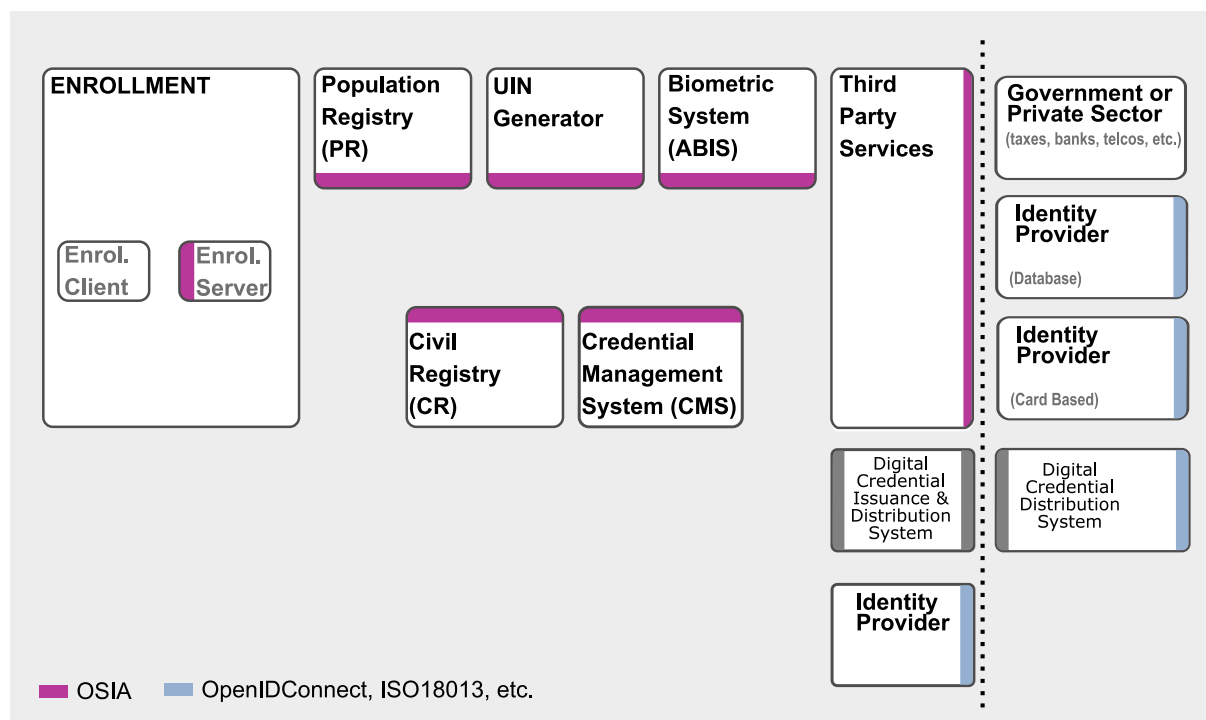 ENROLLMENT
Enrol.
Client
Enrol.
Server
Population
Registry
(PR)
UIN
Generator
Biometric
System
(ABIS)
Third
Party
Services
Government or
Private Sector
(taxes, banks, telcos, etc.)
Identity
Provider
(Database)
Civil
Registry
(CR)
Credential
Management
System (CMS)
Identity
Provider
(Card Based)
Digital
Credential
Issuance &
Distribution
System
Digital
Credential
Distribution
System
Identity
Provider
OSIA
OpenIDConnect, ISO18013, etc.